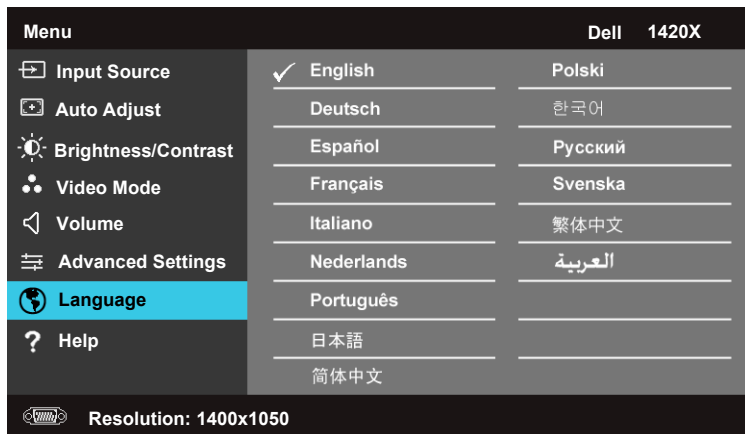 Menu
Dell 1420X
Input Source
Auto Adjust
Brightness/Contrast
Video Mode
Volume
Advanced Settings
Language
Help
English
Deutsch
Español
Français
Italiano
Nederlands
Português
日本語
简体中文
Polski
한국어
Русский
Svenska
繁体中文
العربية
Resolution: 1400x1050